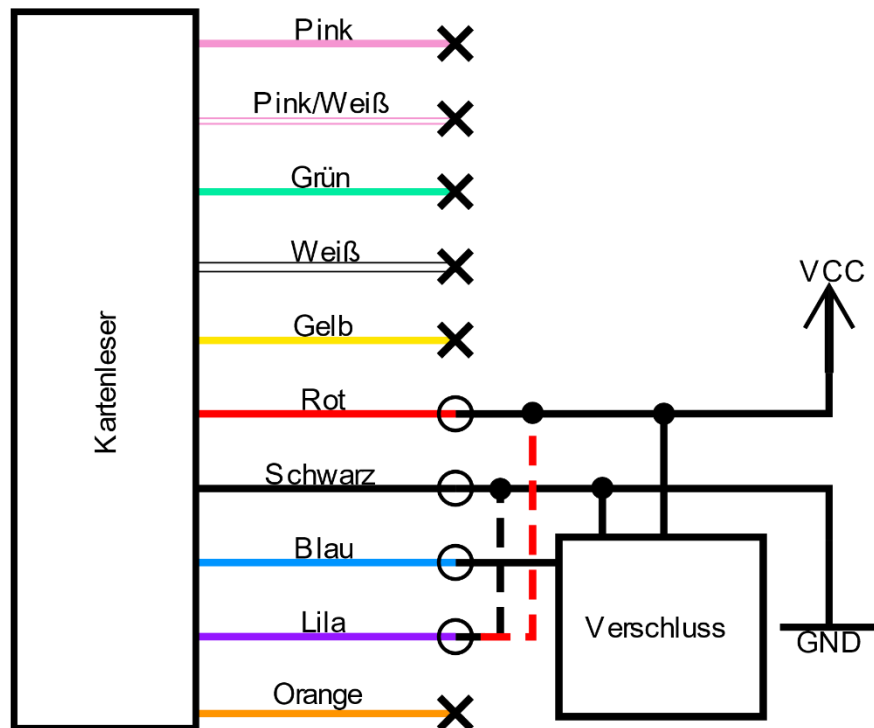 Pink
Pink/Weiß
Grün
Weiß
Gelb
Rot
Schwarz
Blau
Lila
Orange
Kartenleser
VCC
Verschluss
GND